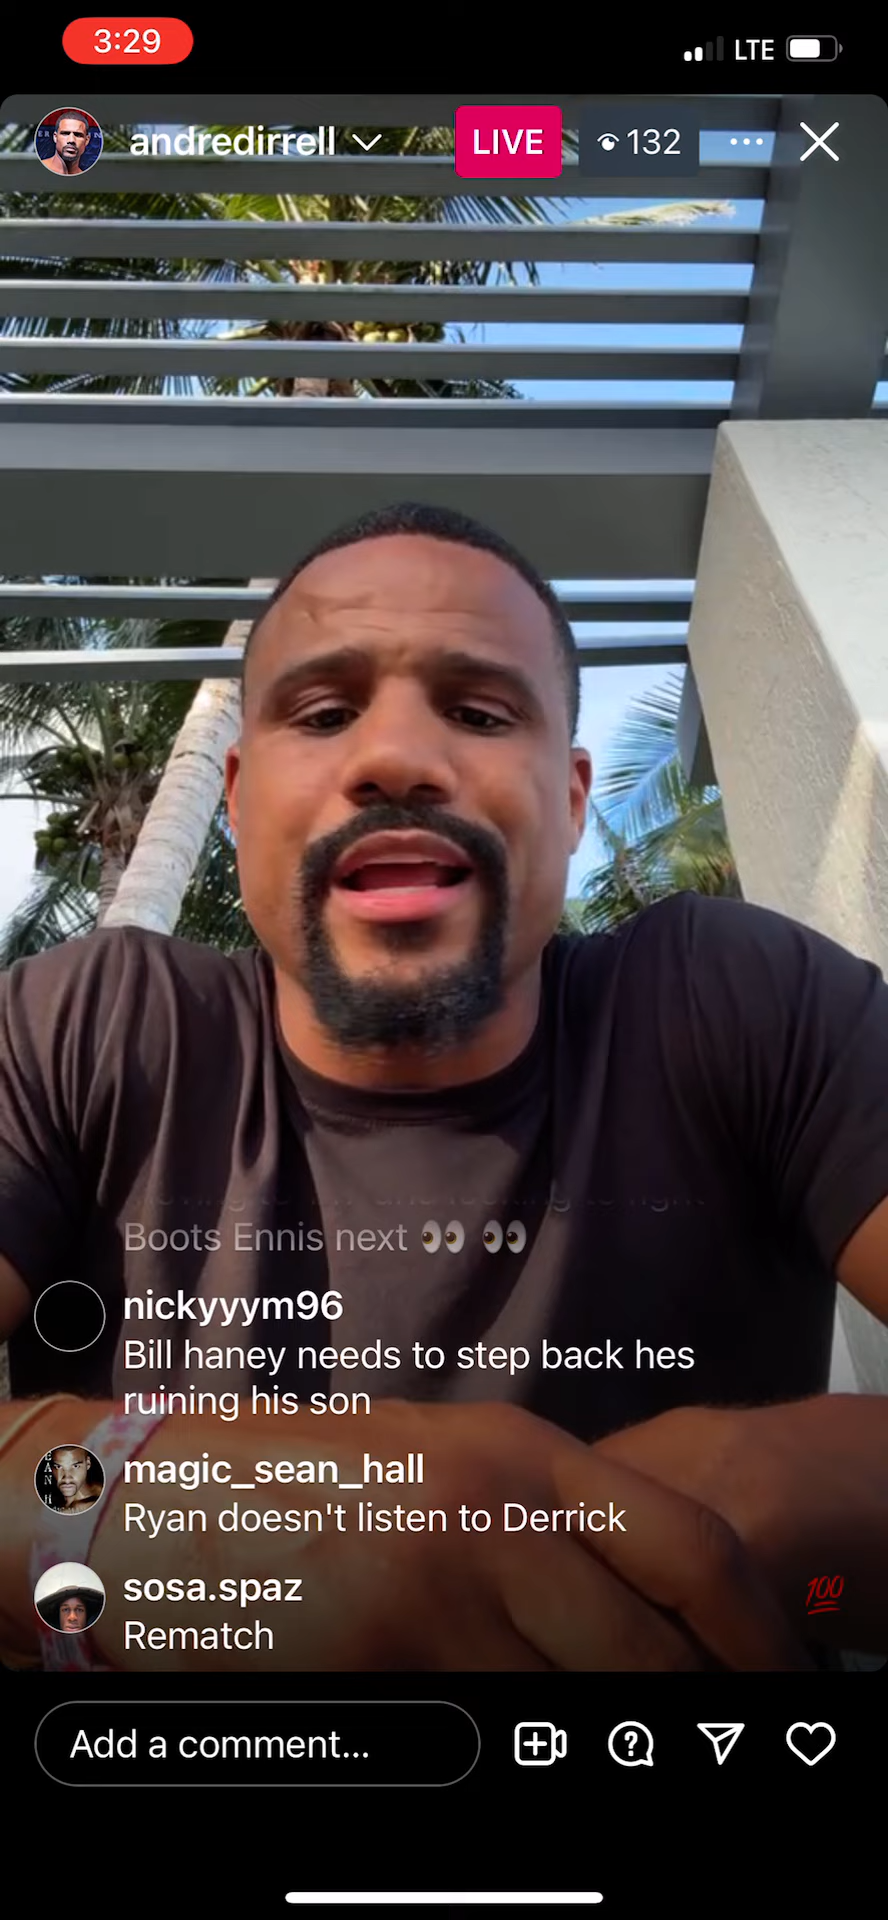 3:29
LTE
andredirrell
LIVE
132
Boots Ennis next 👀 👀
nickyyym96
Bill haney needs to step back hes
ruining his son
magic_sean_hall
Ryan doesn't listen to Derrick
sosa.spaz
Rematch
💯
Add a comment...